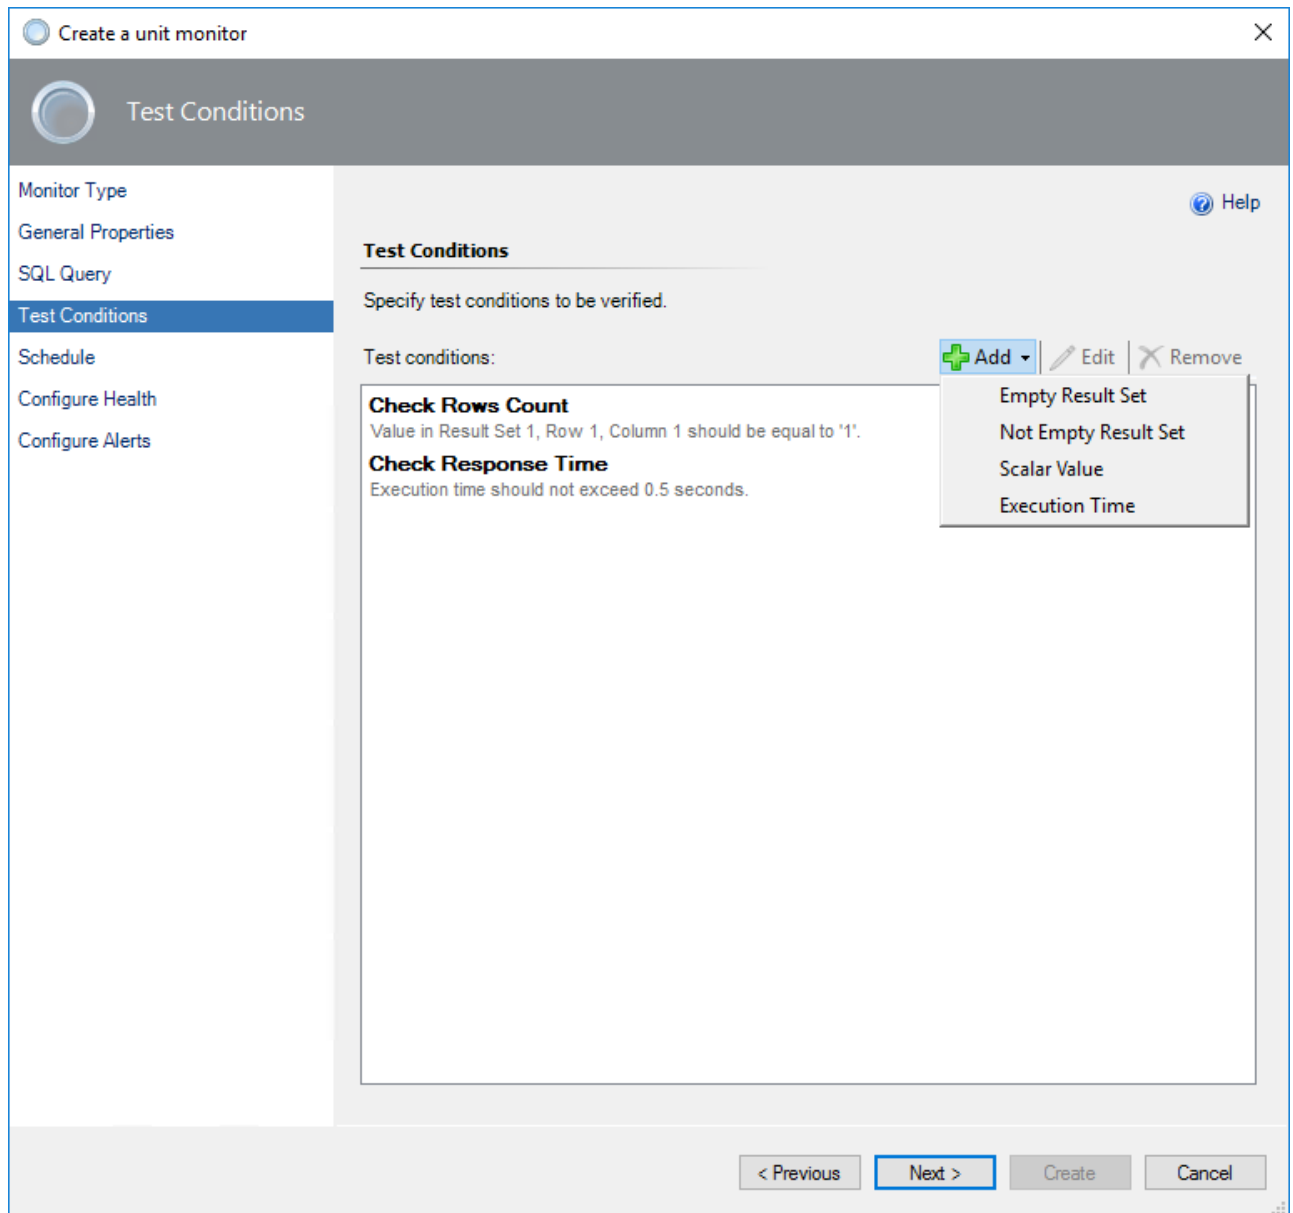 Create a unit monitor
Test Conditions
Monitor Type
General Properties
SQL Query
Test Conditions
Schedule
Configure Health
Configure Alerts
Help
Test Conditions
Specify test conditions to be verified.
Test conditions:
Add
Edit
Remove
Empty Result Set
Not Empty Result Set
Scalar Value
Execution Time
Check Rows Count
Value in Result Set 1, Row 1, Column 1 should be equal to '1'.
Check Response Time
Execution time should not exceed 0.5 seconds.
< Previous
Next >
Create
Cancel